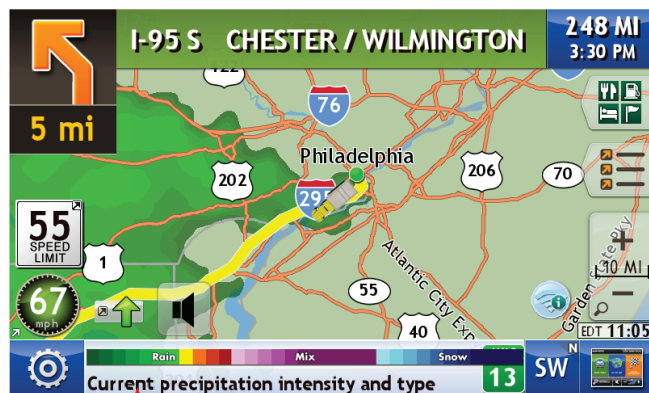 I-95 S CHESTER / WILMINGTON
248 MI
3:30 PM
5 mi
76
Philadelphia
202
295
206
70
55
SPEED
LIMIT
1
10 MI
67
mph
Atlantic City Exp
Garden State Pky
55
40
EDT 11:05
Rain Mix Snow
Current precipitation intensity and type
13
SW
N